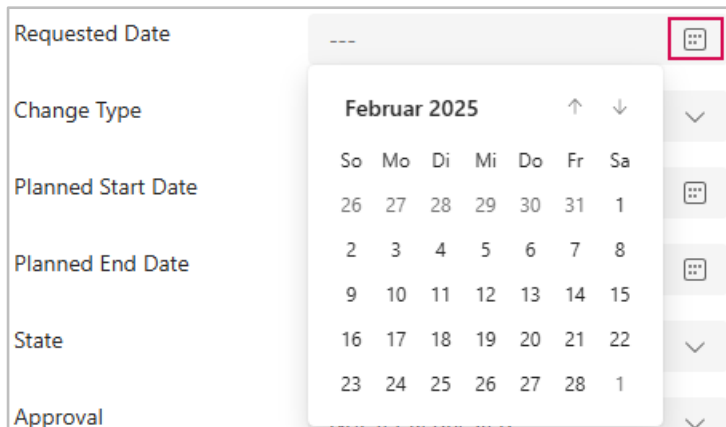 Requested Date
---
Februar 2025
Change Type
So Mo Di Mi Do Fr Sa
26 27 28 29 30 31 1
Planned Start Date
2 3 4 5 6 7 8
Planned End Date
9 10 11 12 13 14 15
State
16 17 18 19 20 21 22
23 24 25 26 27 28 1
Approval